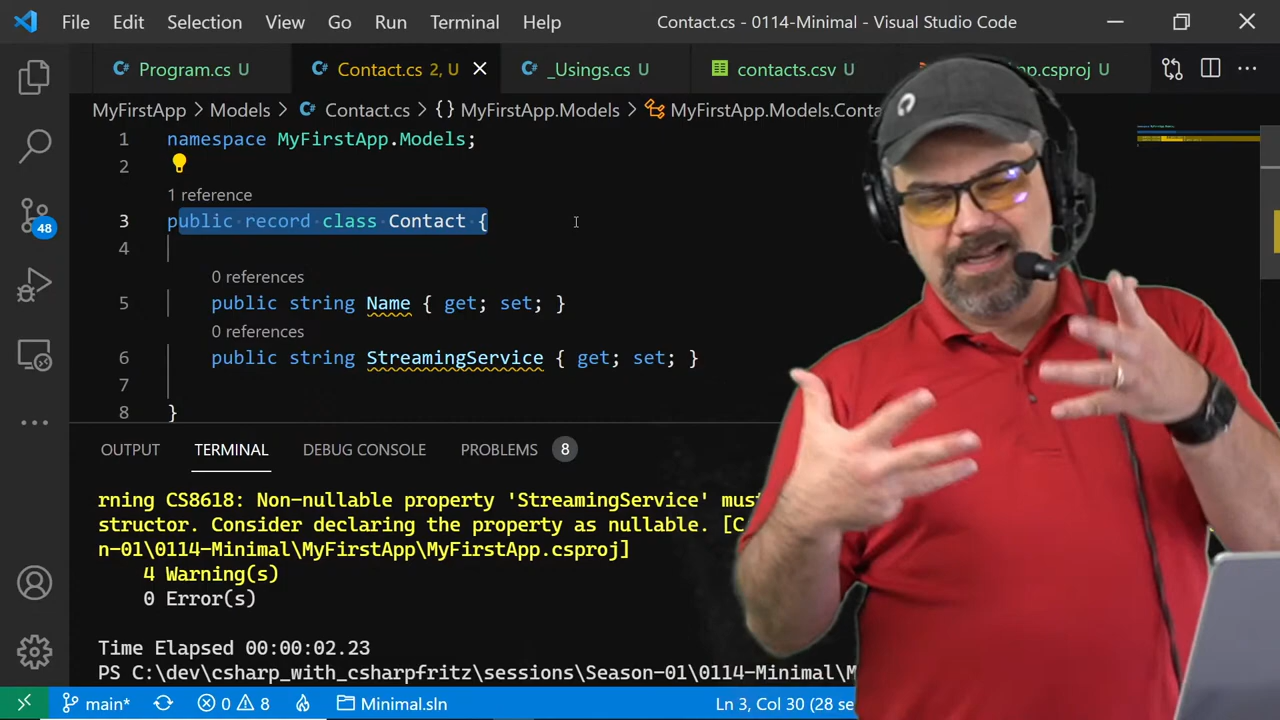 File Edit Selection View Go Run Terminal Help Contact.cs - 0114-Minimal - Visual Studio Code
C# Program.cs U C# Contact.cs 2, U C# _Usings.cs U contacts.csv U pp.csproj U
MyFirstApp > Models > C# Contact.cs > {} MyFirstApp.Models > MyFirstApp.Models.Conta
1 namespace MyFirstApp.Models;
2
1 reference
3 public record class Contact {
4
0 references
5 public string Name { get; set; }
0 references
6 public string StreamingService { get; set; }
7
8 }
48
OUTPUT TERMINAL DEBUG CONSOLE PROBLEMS 8
rning CS8618: Non-nullable property 'StreamingService' mus
structor. Consider declaring the property as nullable. [C
n-01\0114-Minimal\MyFirstApp\MyFirstApp.csproj]
4 Warning(s)
0 Error(s)
Time Elapsed 00:00:02.23
PS C:\dev\csharp_with_csharpfritz\sessions\Season-01\0114-Minimal\M
main* 0 8 Minimal.sln Ln 3, Col 30 (28 se